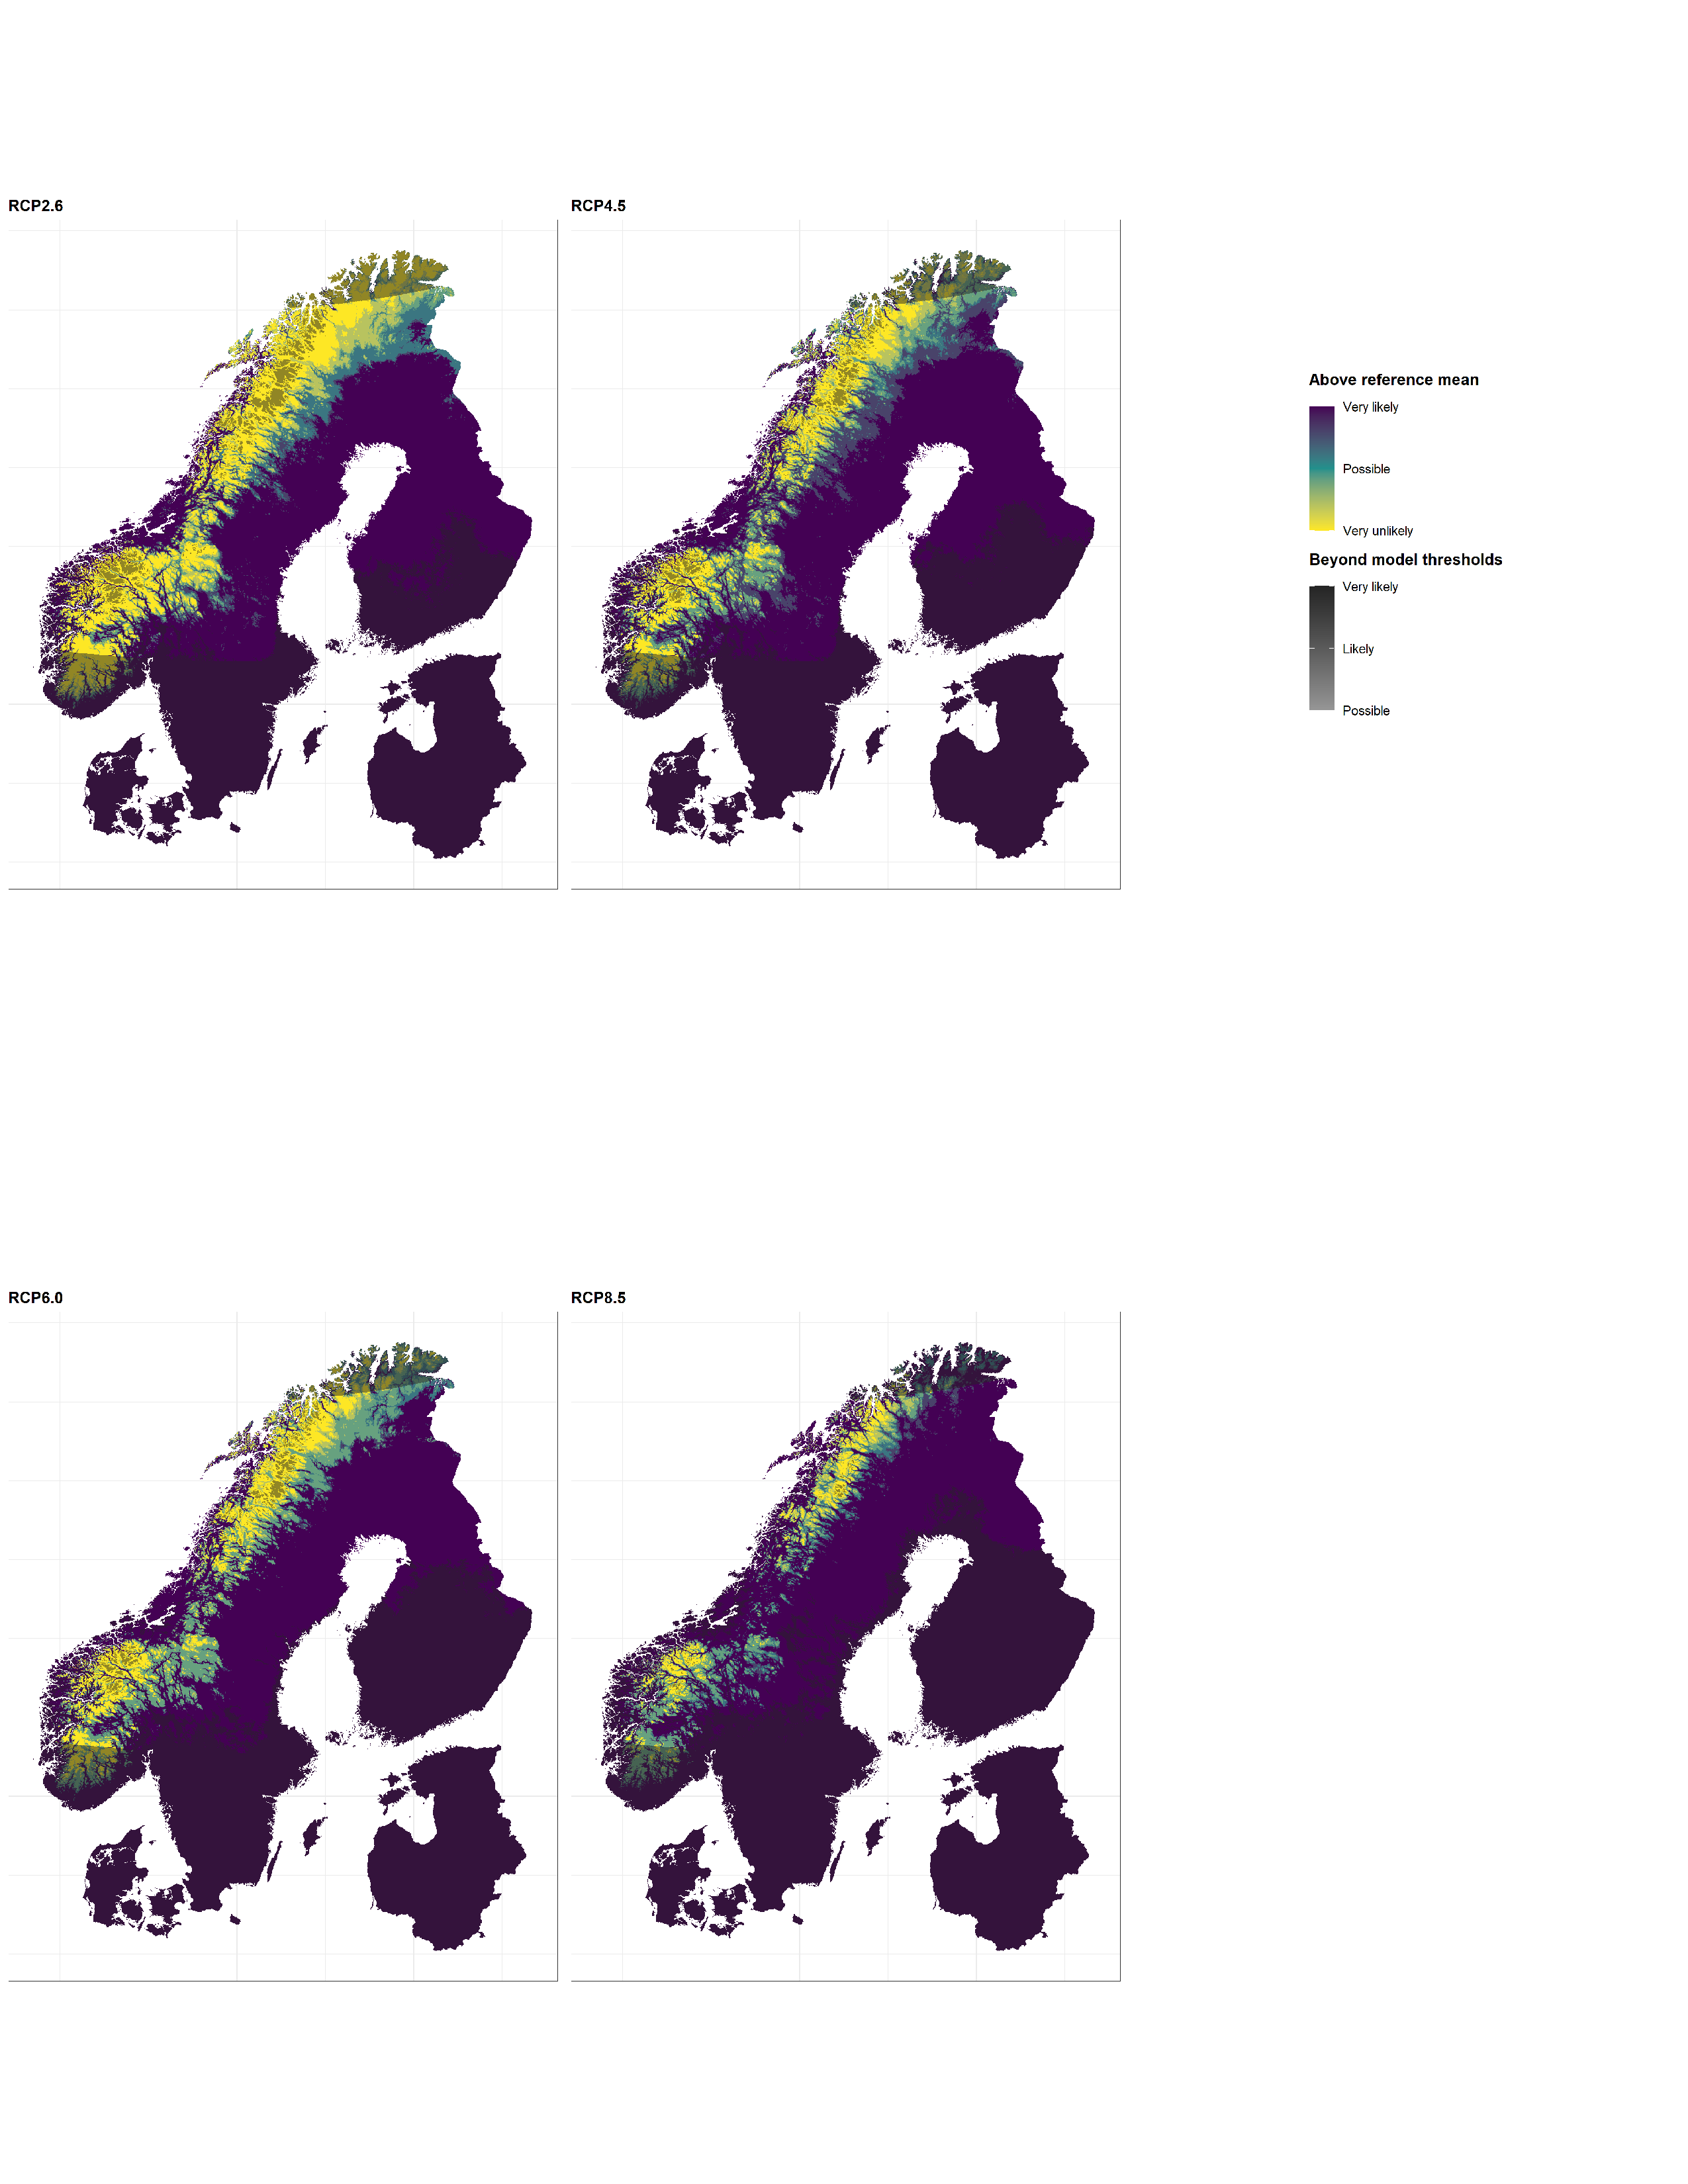 RCP2.6
RCP4.5
Above reference mean
Very likely
Possible
Very unlikely
Beyond model thresholds
Very likely
Likely
Possible
RCP6.0
RCP8.5